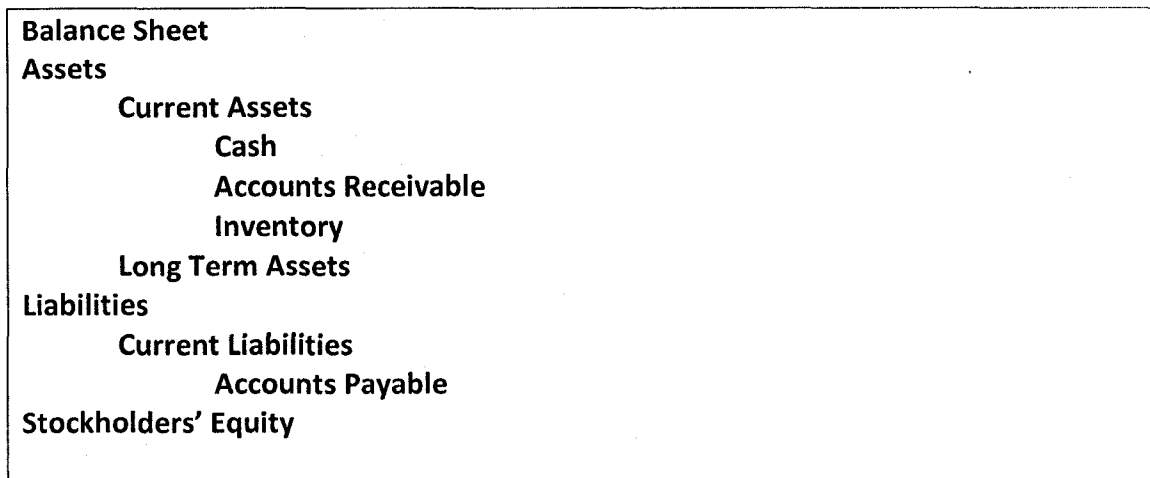 Balance Sheet
Assets
Current Assets
Cash
Accounts Receivable
Inventory
Long Term Assets
Liabilities
Current Liabilities
Accounts Payable
Stockholders’ Equity